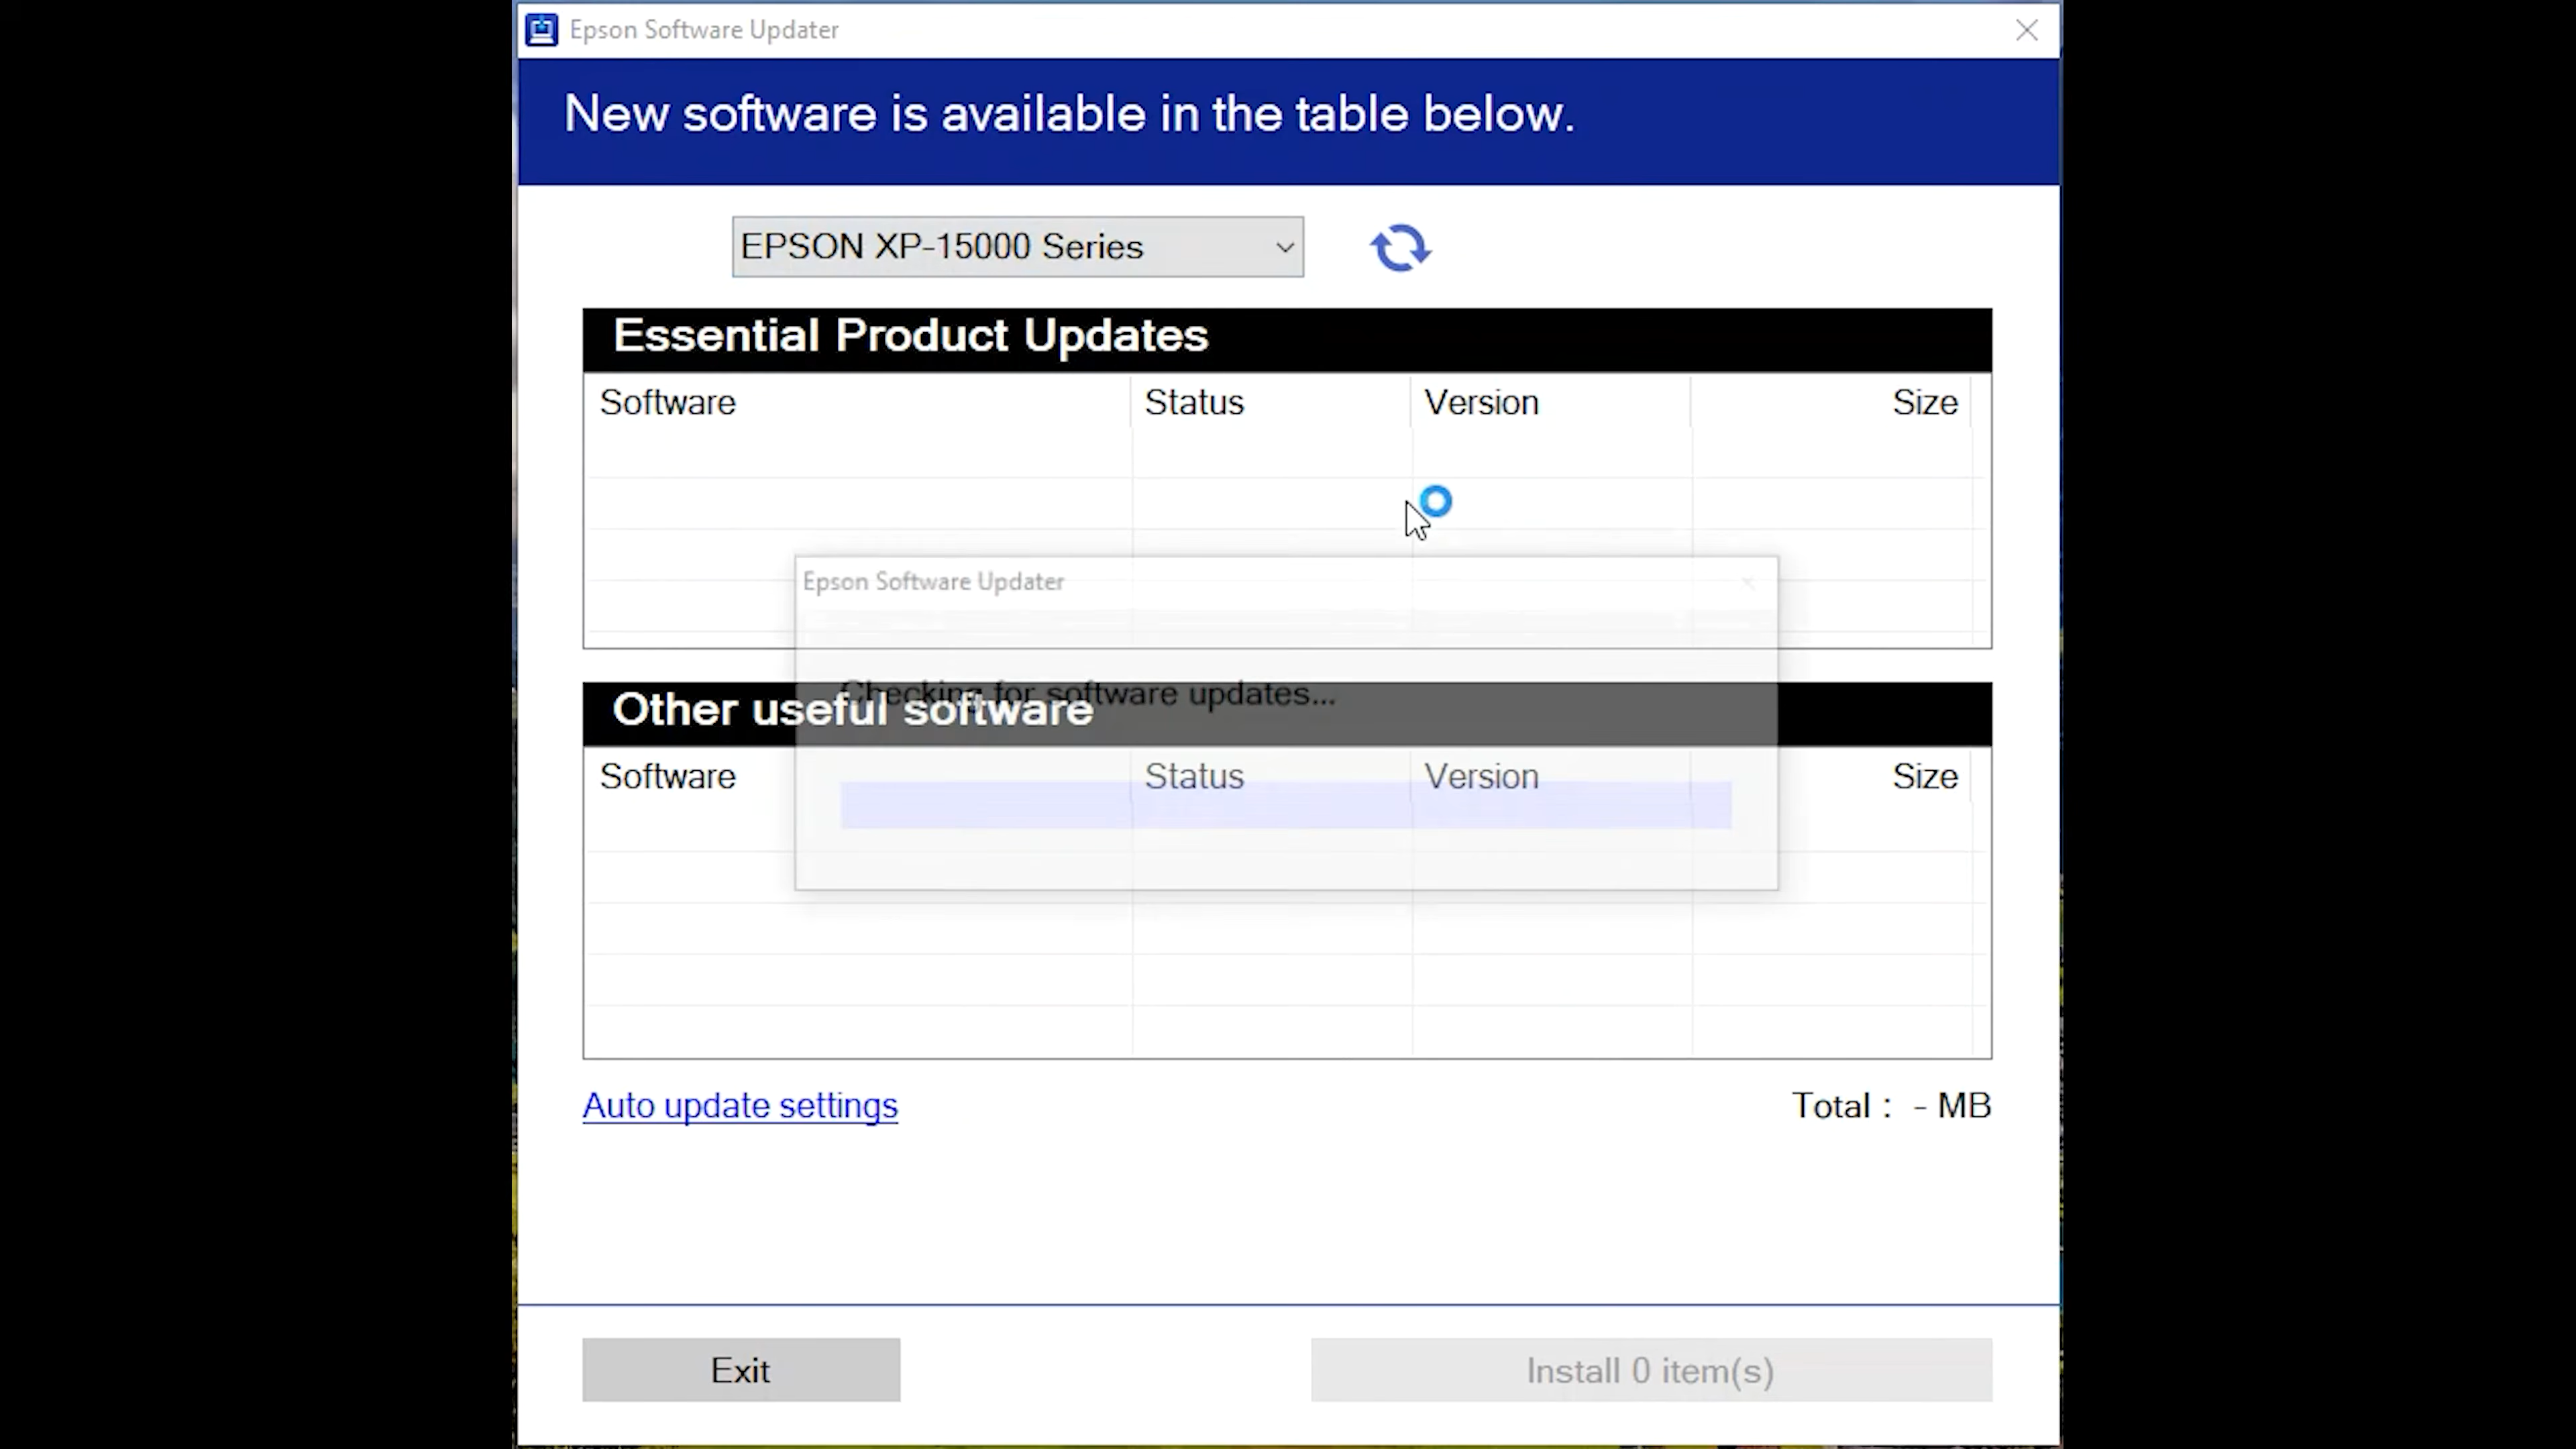 Epson Software Updater
New software is available in the table below.
EPSON XP-15000 Series
Essential Product Updates
Software Status Version Size
Epson Software Updater
Checking for software updates...
Other useful software
Software Status Version Size
Auto update settings
Total : - MB
Exit
Install 0 item(s)